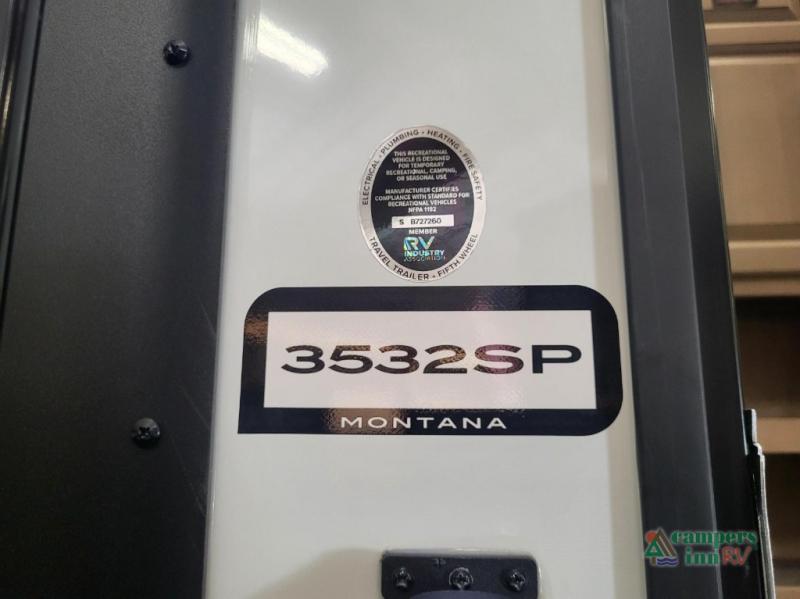 ELECTRICAL • PLUMBING • HEATING • FIRE SAFETY
THIS RECREATIONAL
VEHICLE IS DESIGNED
FOR TEMPORARY
RECREATIONAL, CAMPING,
OR SEASONAL USE
MANUFACTURER CERTIFIES
COMPLIANCE WITH STANDARD FOR
RECREATIONAL VEHICLES
NFPA 1192
S B727260
MEMBER
RV
INDUSTRY
ASSOCIATION
TRAVEL TRAILER • FIFTH WHEEL
3532SP
MONTANA
campers
inn RV